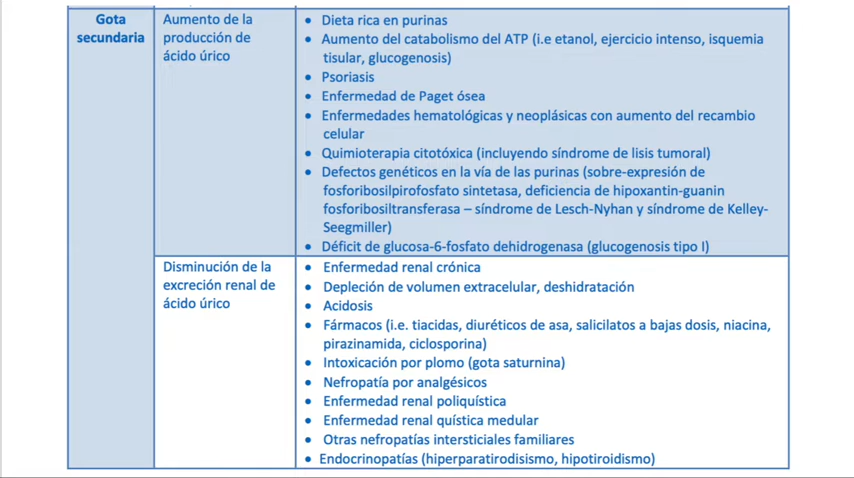 Gota
secundaria
Aumento de la
producción de
ácido úrico
• Dieta rica en purinas
• Aumento del catabolismo del ATP (i.e etanol, ejercicio intenso, isquemia
tisular, glucogenosis)
• Psoriasis
• Enfermedad de Paget ósea
• Enfermedades hematológicas y neoplásicas con aumento del recambio
celular
• Quimioterapia citotóxica (incluyendo síndrome de lisis tumoral)
• Defectos genéticos en la vía de las purinas (sobre-expresión de
fosforibosilpirofosfato sintetasa, deficiencia de hipoxantin-guanin
fosforibosiltransferasa – síndrome de Lesch-Nyhan y síndrome de Kelley-
Seegmiller)
• Déficit de glucosa-6-fosfato dehidrogenasa (glucogenosis tipo I)
Disminución de la
excreción renal de
ácido úrico
• Enfermedad renal crónica
• Depleción de volumen extracelular, deshidratación
• Acidosis
• Fármacos (i.e. tiacidas, diuréticos de asa, salicilatos a bajas dosis, niacina,
pirazinamida, ciclosporina)
• Intoxicación por plomo (gota saturnina)
• Nefropatía por analgésicos
• Enfermedad renal poliquística
• Enfermedad renal quística medular
• Otras nefropatías intersticiales familiares
• Endocrinopatías (hiperparatirodisismo, hipotiroidismo)